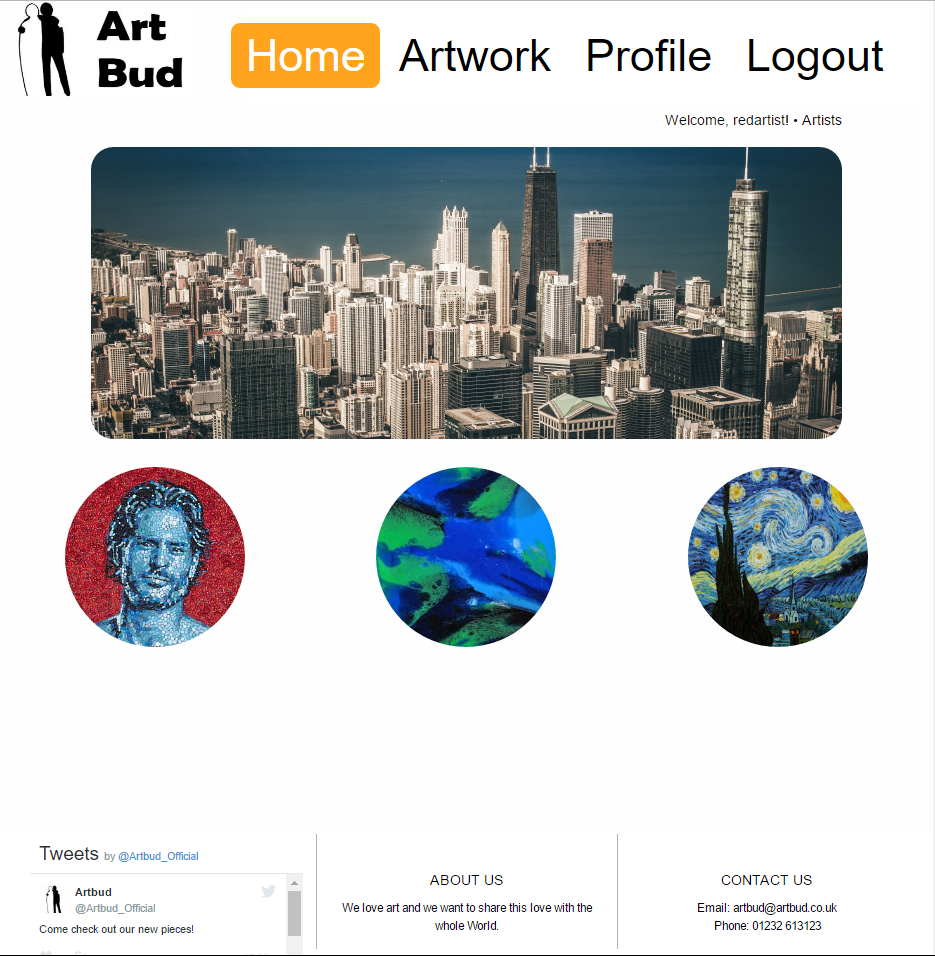 Art
Bud
Home Artwork Profile Logout
Welcome, redartist! • Artists
Tweets by @Artbud_Official
Artbud
@Artbud_Official
Come check out our new pieces!
ABOUT US
We love art and we want to share this love with the
whole World.
CONTACT US
Email: artbud@artbud.co.uk
Phone: 01232 613123